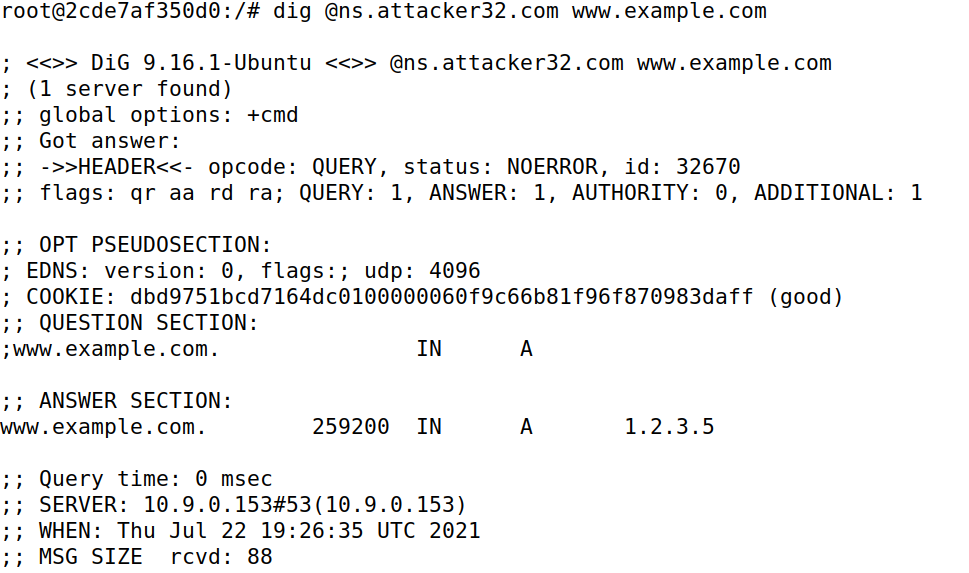 root@2cde7af350d0:/# dig @ns.attacker32.com www.example.com
; <<>> DiG 9.16.1-Ubuntu <<>> @ns.attacker32.com www.example.com
; (1 server found)
;; global options: +cmd
;; Got answer:
;; ->>HEADER<<- opcode: QUERY, status: NOERROR, id: 32670
;; flags: qr aa rd ra; QUERY: 1, ANSWER: 1, AUTHORITY: 0, ADDITIONAL: 1
;; OPT PSEUDOSECTION:
; EDNS: version: 0, flags:; udp: 4096
; COOKIE: dbd9751bcd7164dc0100000060f9c66b81f96f870983daff (good)
;; QUESTION SECTION:
;www.example.com. IN A
;; ANSWER SECTION:
www.example.com. 259200 IN A 1.2.3.5
;; Query time: 0 msec
;; SERVER: 10.9.0.153#53(10.9.0.153)
;; WHEN: Thu Jul 22 19:26:35 UTC 2021
;; MSG SIZE rcvd: 88